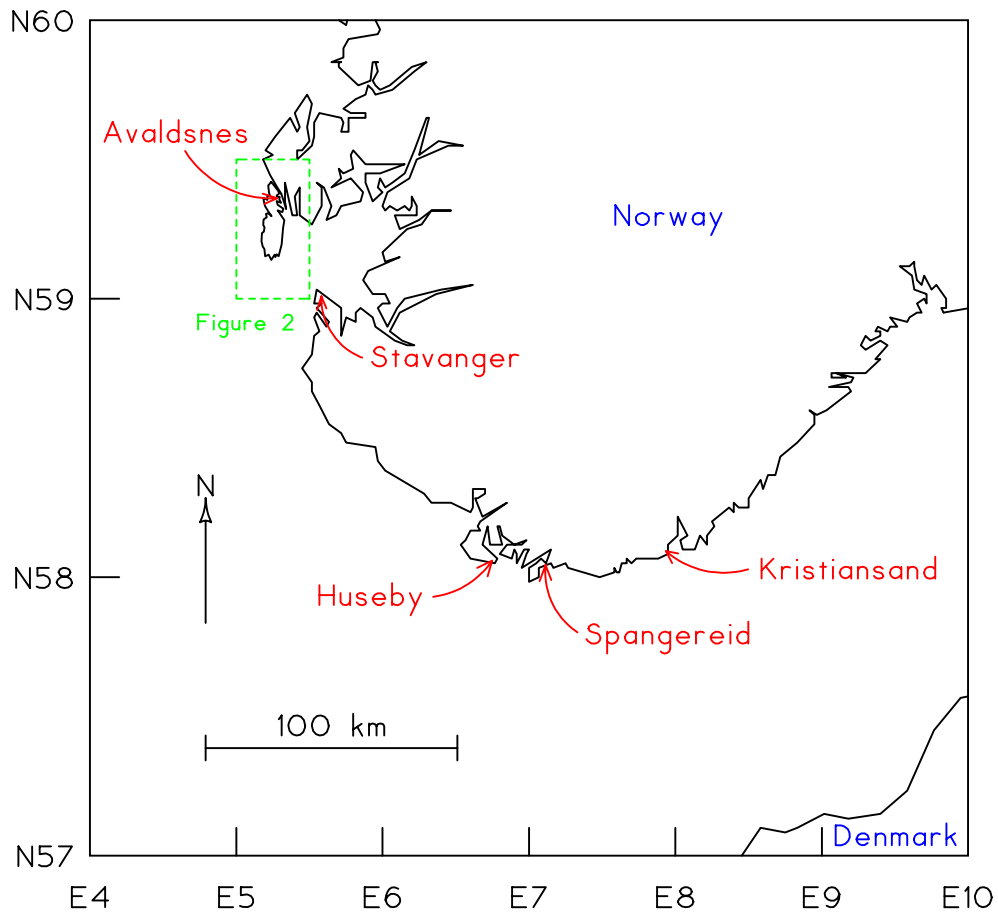 N60
Avaldsnes
Norway
N59
Figure 2
Stavanger
N
N58
Huseby
Kristiansand
Spangereid
100 km
Denmark
N57
E4 E5 E6 E7 E8 E9 E10